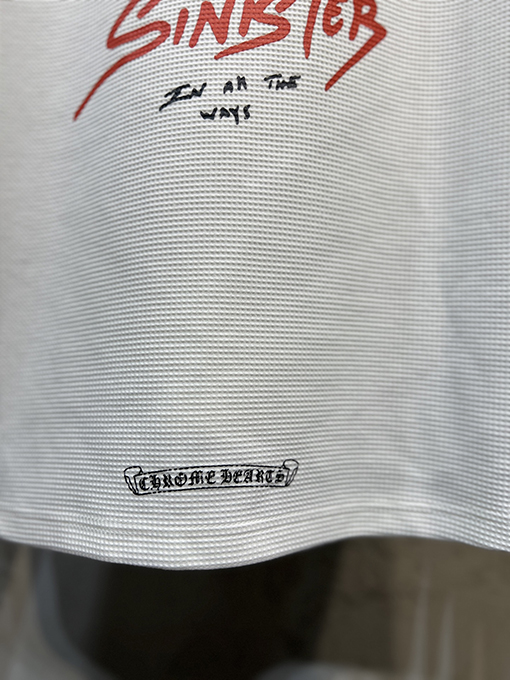 SINISTER
IN All THE
WAYS
CHROME HEARTS